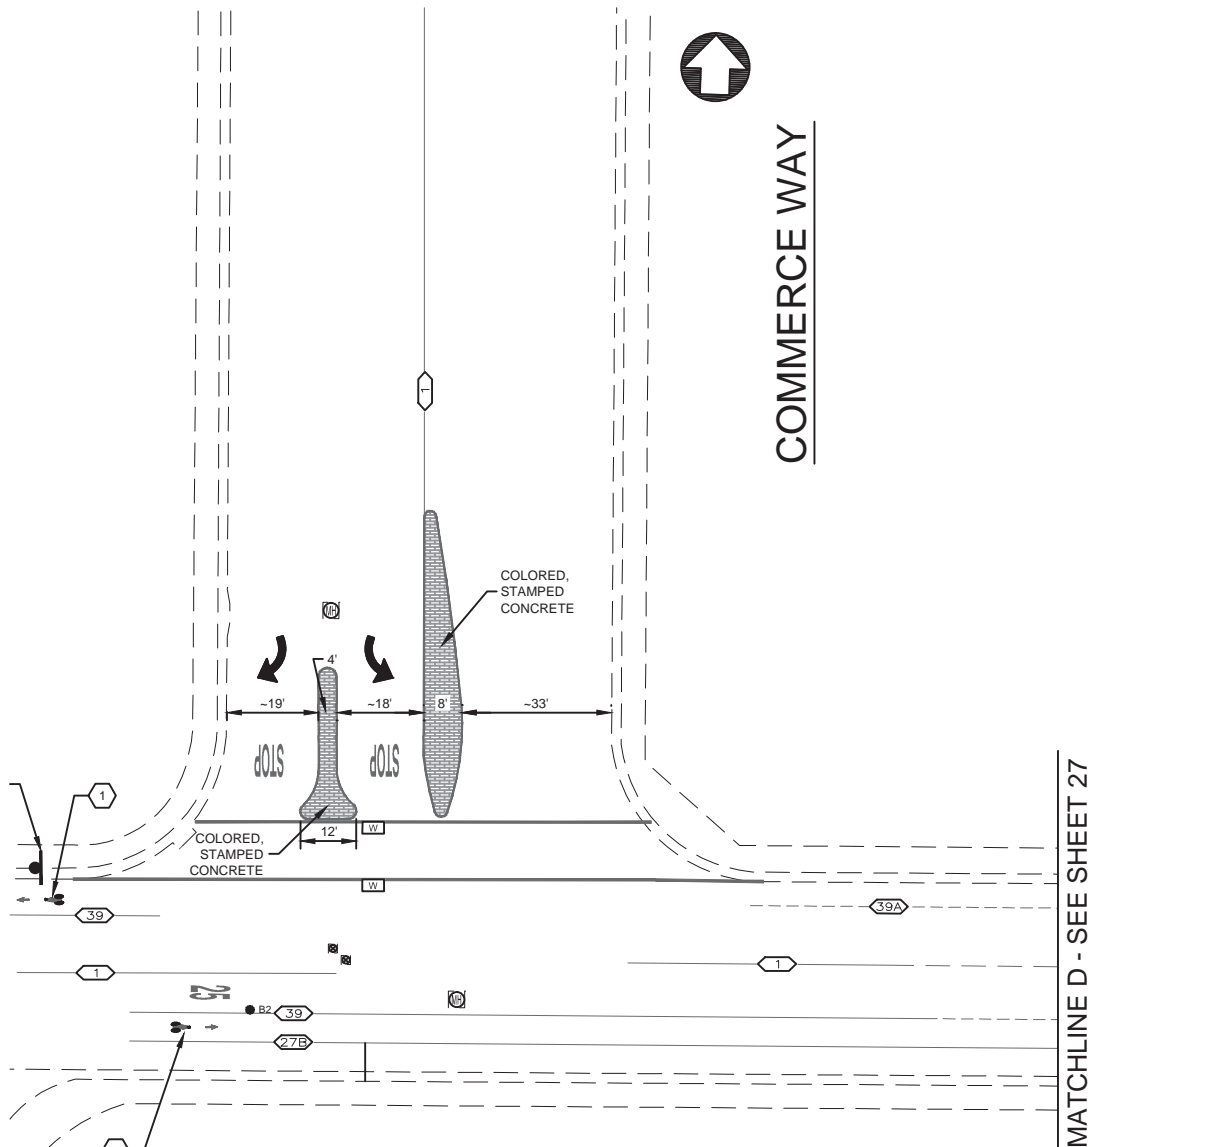 COMMERCE WAY
1
COLORED,
STAMPED
CONCRETE
MH
4'
~19'
~18'
8'
~33'
STOP
STOP
1
12'
W
COLORED,
STAMPED
CONCRETE
W
39
39A
1
1
25
B2
39
MH
27B
MATCHLINE D - SEE SHEET 27